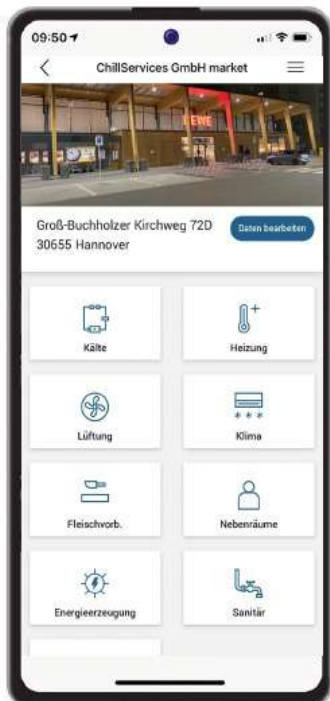 09:50
ChillServices GmbH market
REWE
Groß-Buchholzer Kirchweg 72D
30655 Hannover
Daten bearbeiten
Kälte
Heizung
Lüftung
Klima
Fleischvorb.
Nebenräume
Energieerzeugung
Sanitär